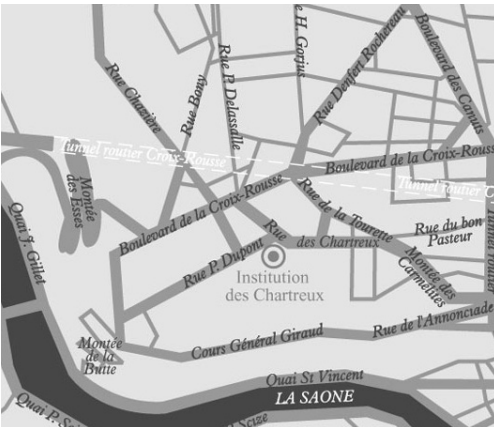 e H. Gorjus
Rue Denfert Rochereau
Boulevard des Canuts
Rue Chazière
Rue Bony
Rue P. Delassalle
Tunnel routier Croix-Rousse
Boulevard de la Croix-Rouss
Tunnel routier C
Montée
des Esses
Boulevard de la Croix-Rousse
Rue de la Tourette
Quai J. Gillet
Rue des Chartreux
Rue du bon
Pasteur
Rue P. Dupont
Institution
des Chartreux
Montée des
Carmélites
Rue de l'Annonciade
Cours Général Giraud
Montée
de la
Butte
Quai St Vincent
LA SAONE
Quai P. S
Scize